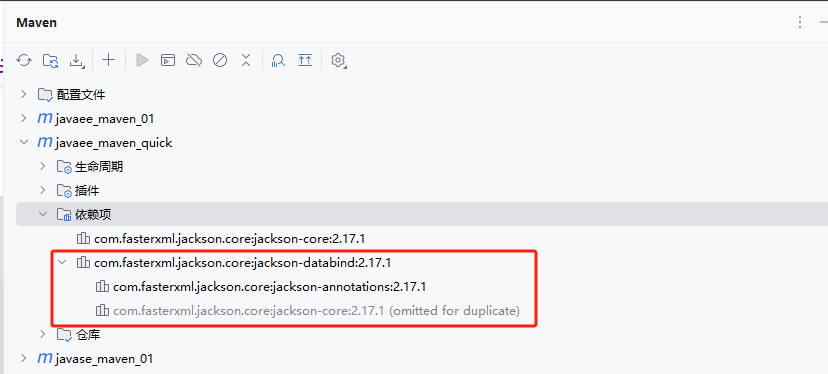 Maven
配置文件
javaee_maven_01
javaee_maven_quick
生命周期
插件
依赖项
com.fasterxml.jackson.core:jackson-core:2.17.1
com.fasterxml.jackson.core:jackson-databind:2.17.1
com.fasterxml.jackson.core:jackson-annotations:2.17.1
com.fasterxml.jackson.core:jackson-core:2.17.1 (omitted for duplicate)
仓库
javase_maven_01